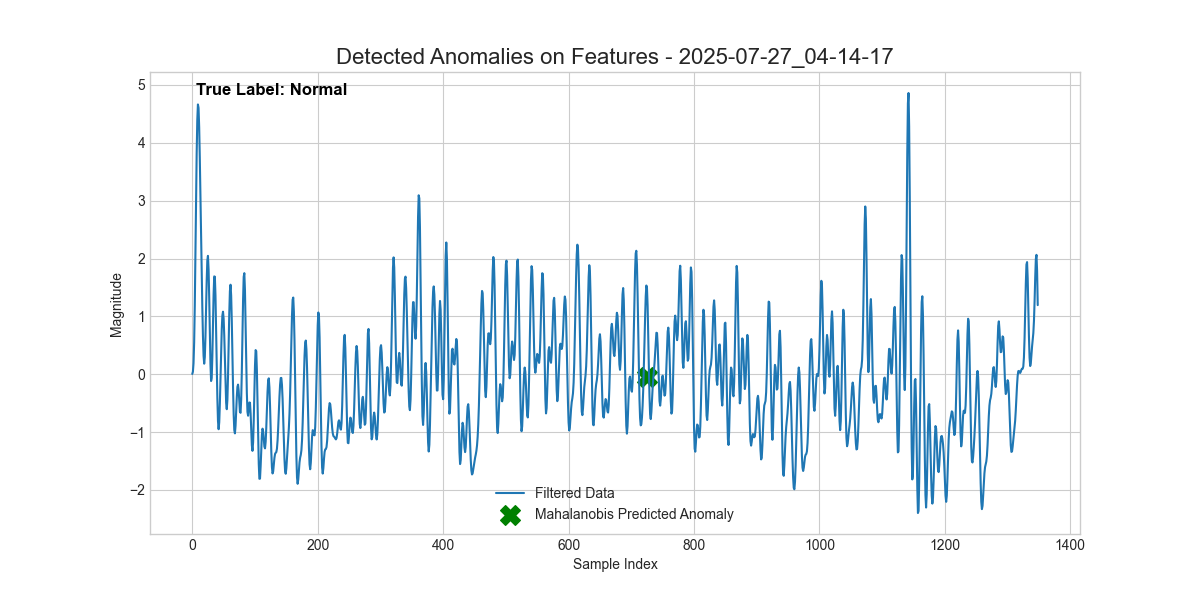 Detected Anomalies on Features - 2025-07-27_04-14-17
True Label: Normal
5
4
3
2
1
0
−1
−2
Magnitude
Filtered Data
Mahalanobis Predicted Anomaly
0 200 400 600 800 1000 1200 1400
Sample Index